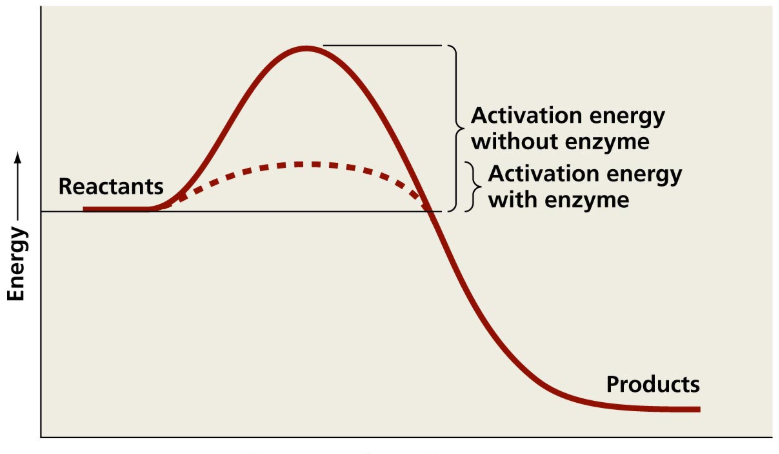 Activation energy
without enzyme
Activation energy
with enzyme
Reactants
Energy
Products